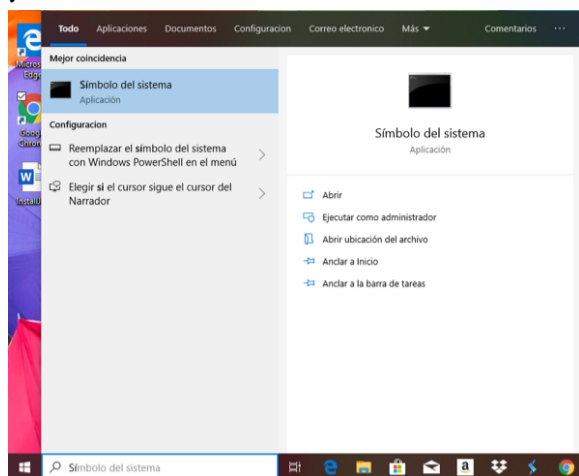 Todo Aplicaciones Documentos Configuracion Correo electronico Más Comentarios ...
Mejor coincidencia
Símbolo del sistema
Aplicación
Configuracion
Reemplazar el símbolo del sistema
con Windows PowerShell en el menú
Elegir si el cursor sigue el cursor del
Narrador
Símbolo del sistema
Aplicación
Abrir
Ejecutar como administrador
Abrir ubicación del archivo
Anclar a Inicio
Anclar a la barra de tareas
Edge
W
Símbolo del sistema
a